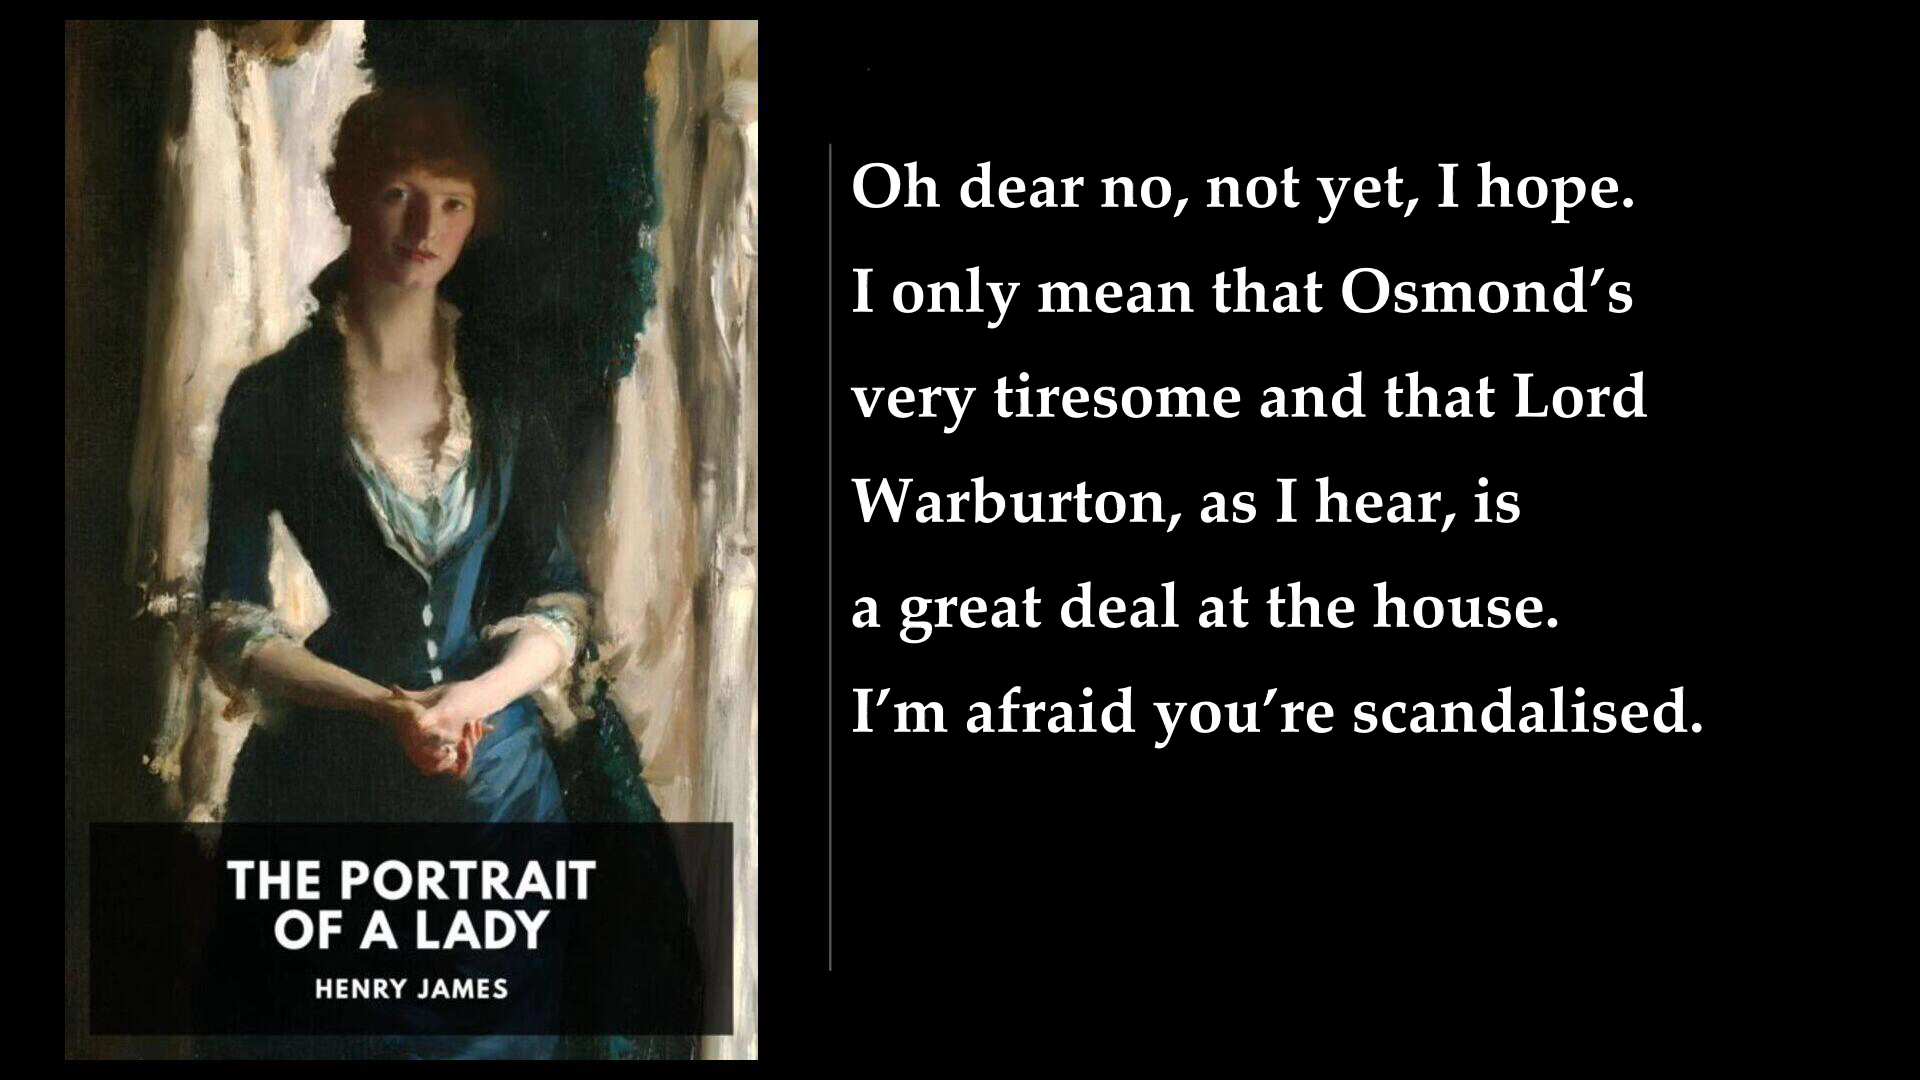 THE PORTRAIT
OF A LADY
HENRY JAMES
Oh dear no, not yet, I hope.
I only mean that Osmond’s
very tiresome and that Lord
Warburton, as I hear, is
a great deal at the house.
I’m afraid you’re scandalised.